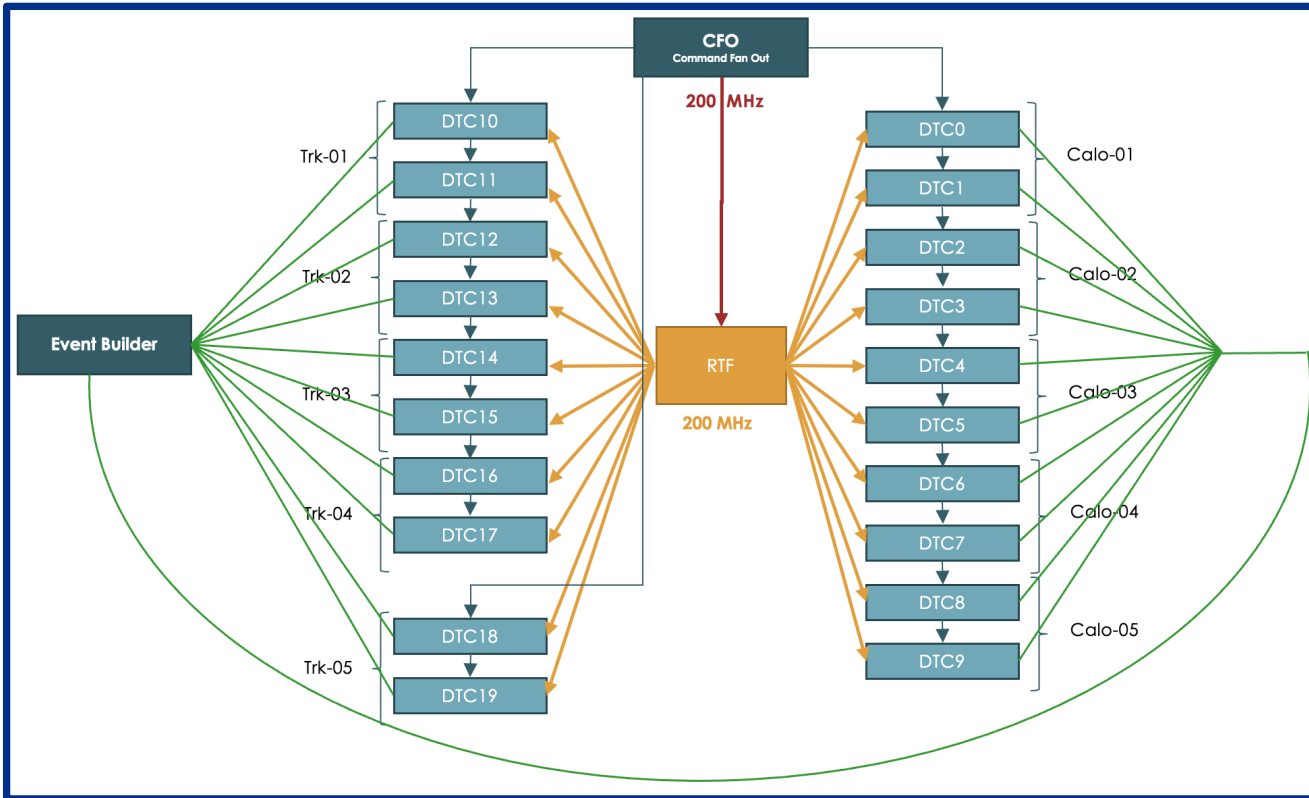 CFO
Command Fan Out
200 MHz
DTC10
DTC11
Trk-01
DTC12
DTC13
Trk-02
DTC14
DTC15
Trk-03
DTC16
DTC17
Trk-04
DTC18
DTC19
Trk-05
Event Builder
RTF
200 MHz
DTC0
DTC1
Calo-01
DTC2
DTC3
Calo-02
DTC4
DTC5
Calo-03
DTC6
DTC7
Calo-04
DTC8
DTC9
Calo-05